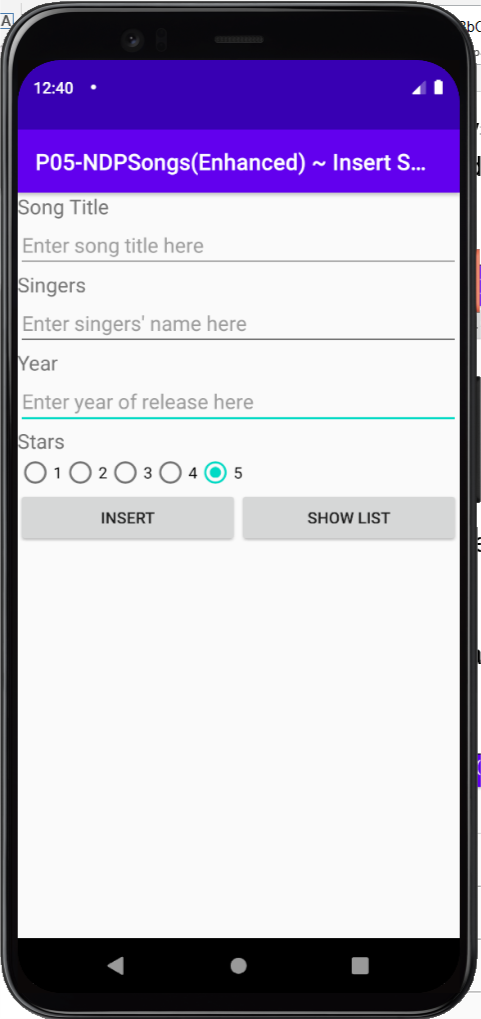 A
12:40
P05-NDPSongs(Enhanced) ~ Insert S...
Song Title
Enter song title here
Singers
Enter singers' name here
Year
Enter year of release here
Stars
1 2 3 4 5
INSERT SHOW LIST